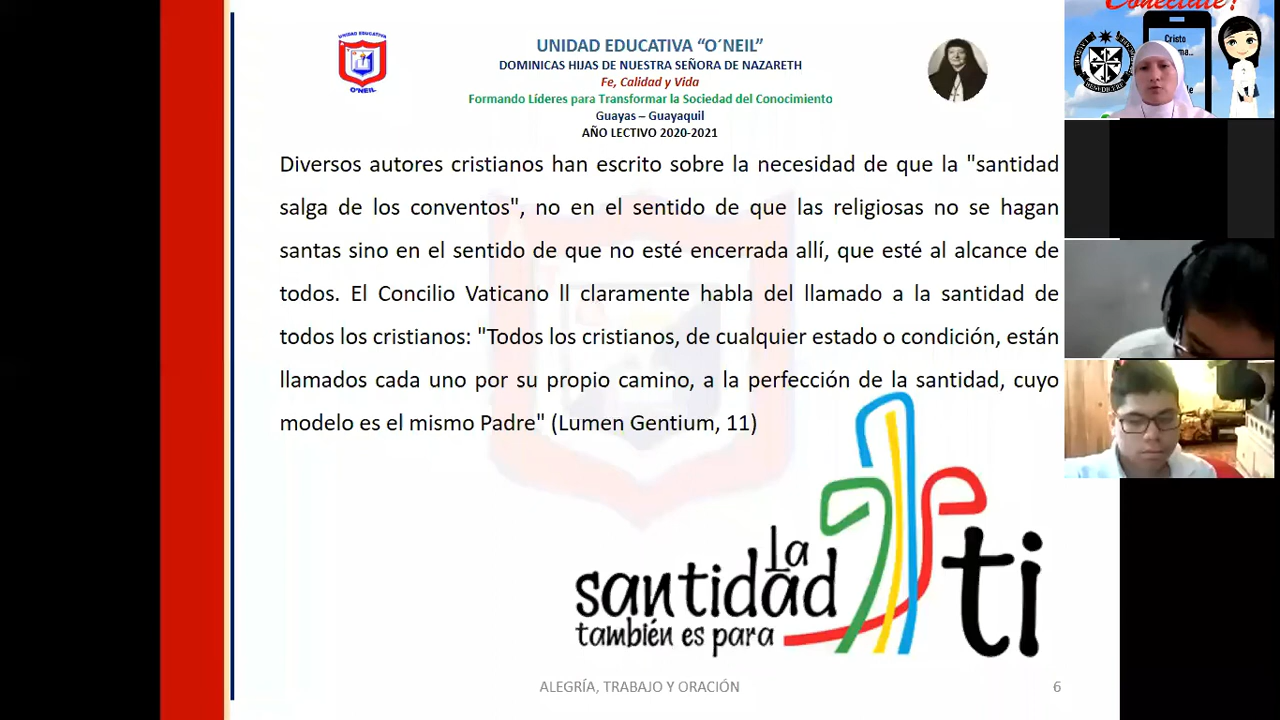 UNIDAD EDUCATIVA
O'NEIL
UNIDAD EDUCATIVA “O´NEIL”
DOMINICAS HIJAS DE NUESTRA SEÑORA DE NAZARETH
Fe, Calidad y Vida
Formando Líderes para Transformar la Sociedad del Conocimiento
Guayas – Guayaquil
AÑO LECTIVO 2020-2021
Diversos autores cristianos han escrito sobre la necesidad de que la "santidad
salga de los conventos", no en el sentido de que las religiosas no se hagan
santas sino en el sentido de que no esté encerrada allí, que esté al alcance de
todos. El Concilio Vaticano ll claramente habla del llamado a la santidad de
todos los cristianos: "Todos los cristianos, de cualquier estado o condición, están
llamados cada uno por su propio camino, a la perfección de la santidad, cuyo
modelo es el mismo Padre" (Lumen Gentium, 11)
La
santidad
también es para
ti
ALEGRÍA, TRABAJO Y ORACIÓN
6
Conéctate!
Cristo